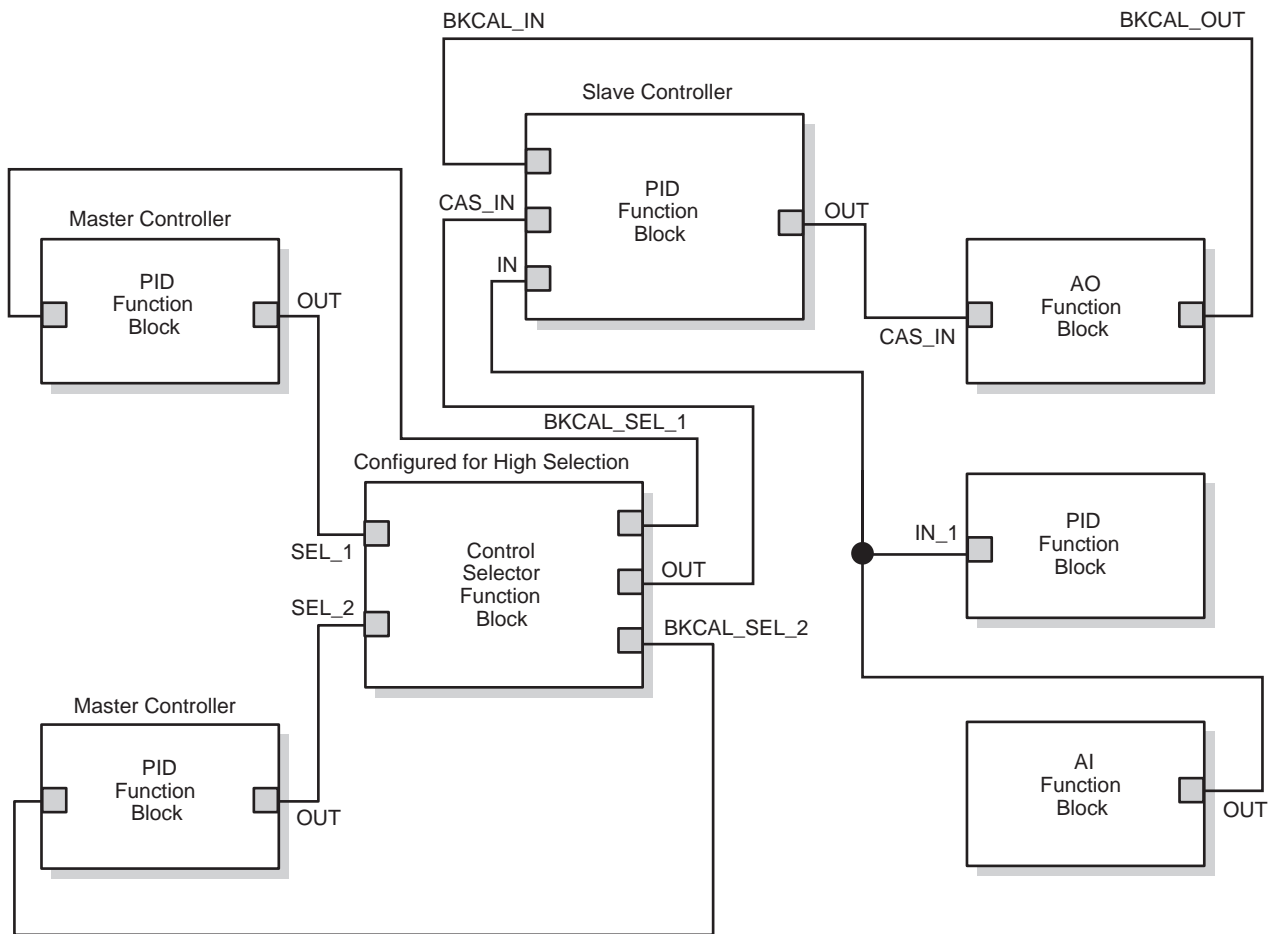 BKCAL_IN
BKCAL_OUT
Slave Controller
PID
Function
Block
CAS_IN
IN
OUT
Master Controller
PID
Function
Block
OUT
AO
Function
Block
CAS_IN
BKCAL_SEL_1
Configured for High Selection
SEL_1
SEL_2
Control
Selector
Function
Block
OUT
BKCAL_SEL_2
IN_1
PID
Function
Block
Master Controller
PID
Function
Block
OUT
AI
Function
Block
OUT